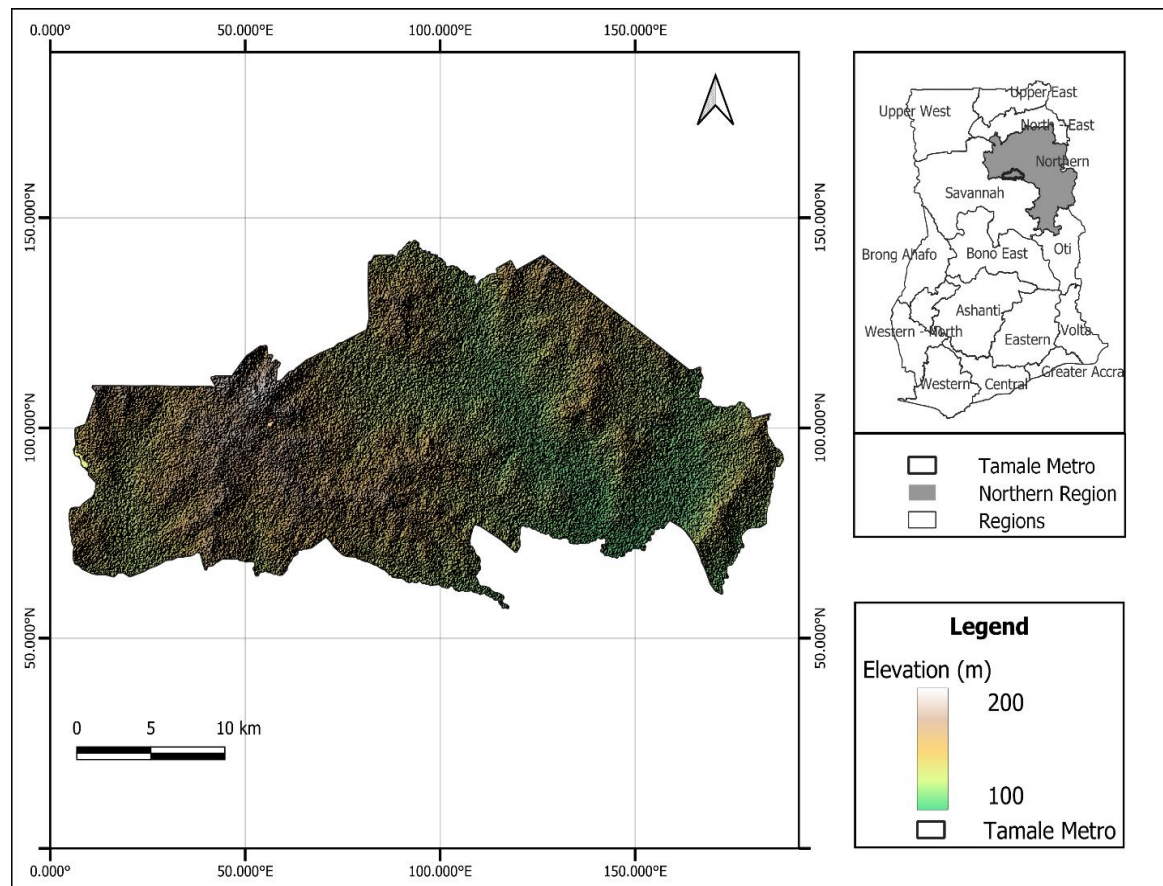 0.000° 50.000°E 100.000°E 150.000°E
150.000°N 150.000°N
100.000°N 100.000°N
50.000°N 50.000°N
0 5 10 km
0.000° 50.000°E 100.000°E 150.000°E
Upper East
Upper West
North - East
Northern
Savannah
Oti
Brong Ahafo
Bono East
Ashanti
Western - North
Eastern
Volta
Greater Accra
Western
Central
Tamale Metro
Northern Region
Regions
Legend
Elevation (m)
200
100
Tamale Metro